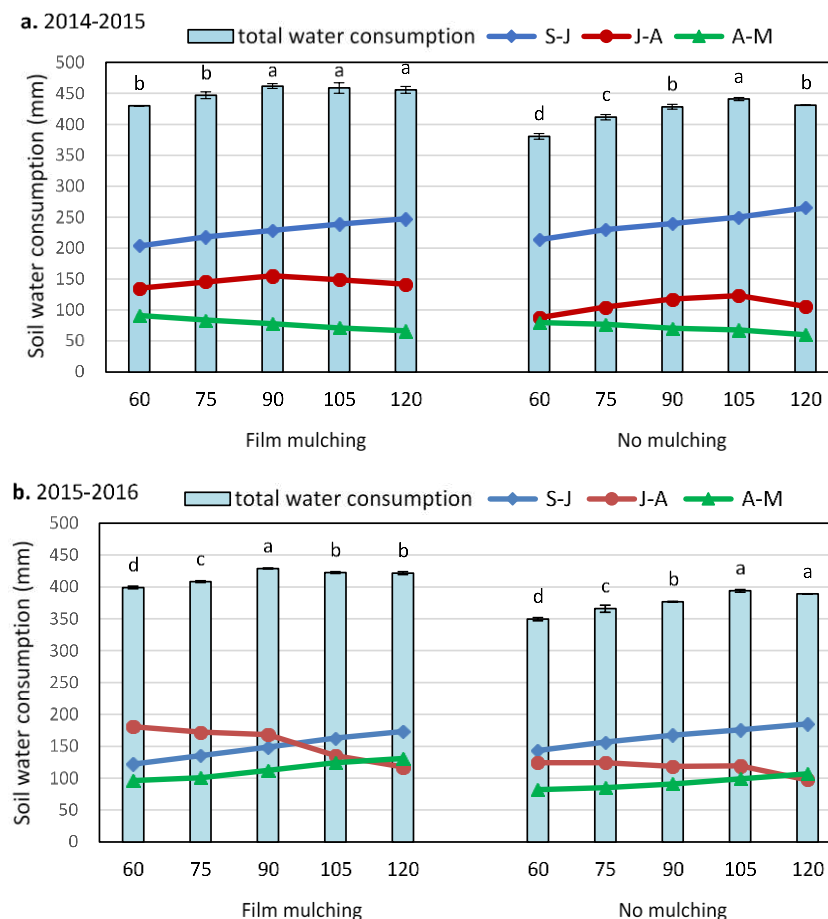 a. 2014-2015
total water consumption S-J J-A A-M
Soil water consumption (mm)
500
450
400
350
300
250
200
150
100
50
0
b b a a a d c b a b
60 75 90 105 120 60 75 90 105 120
Film mulching No mulching
b. 2015-2016
total water consumption S-J J-A A-M
Soil water consumption (mm)
500
450
400
350
300
250
200
150
100
50
0
d c a b b d c b a a
60 75 90 105 120 60 75 90 105 120
Film mulching No mulching